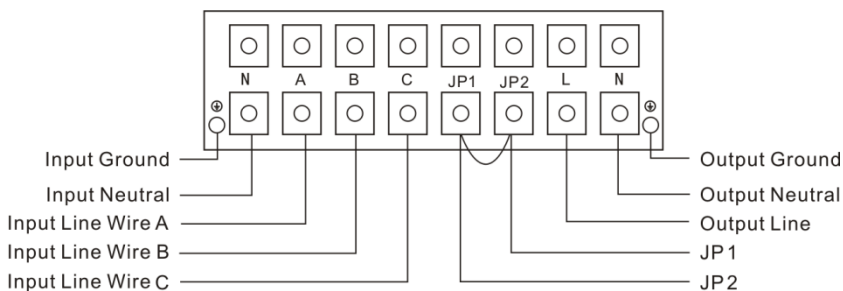 N A B C JP1 JP2 L N
Input Ground
Input Neutral
Input Line Wire A
Input Line Wire B
Input Line Wire C
Output Ground
Output Neutral
Output Line
JP1
JP2